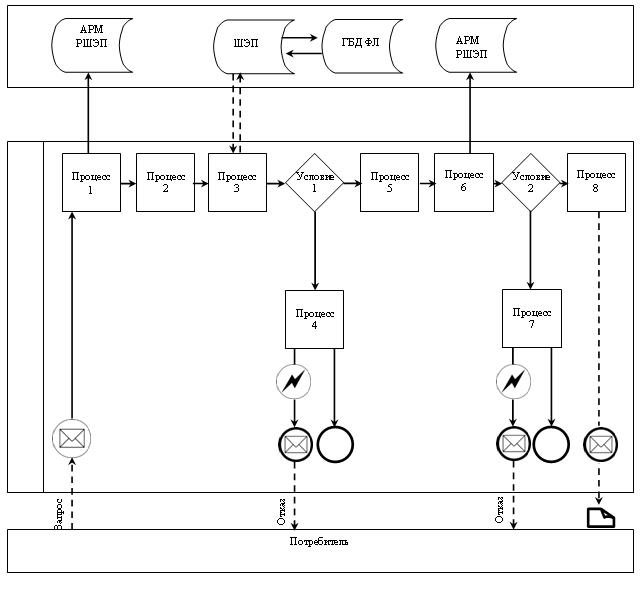 АРМ
РШЭП
ШЭП
ГБД ФЛ
АРМ
РШЭП
Процесс
1
Процесс
2
Процесс
3
Условие
1
Процесс
5
Процесс
6
Условие
2
Процесс
8
Процесс
4
Процесс
7
Запрос
Отказ
Отказ
Потребитель